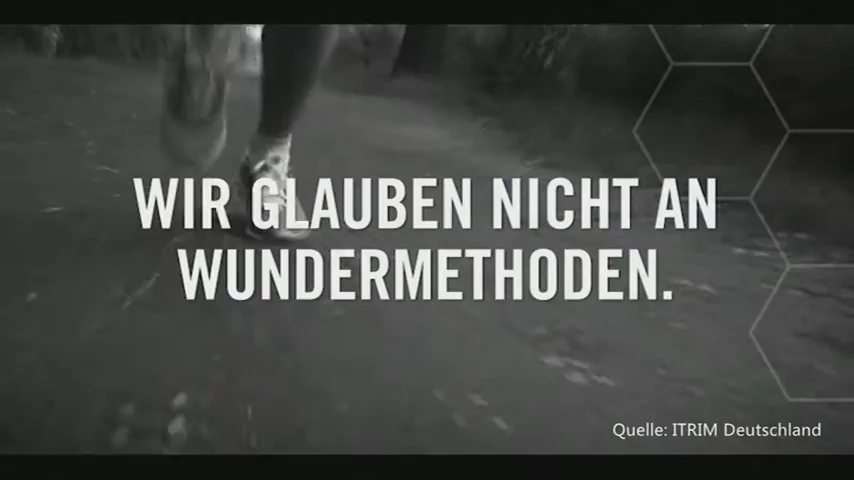 WIR GLAUBEN NICHT AN
WUNDERMETHODEN.
Quelle: ITRIM Deutschland